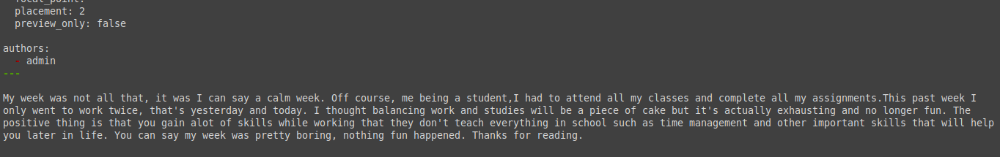 placement: 2
preview_only: false
authors:
- admin
---
My week was not all that, it was I can say a calm week. Off course, me being a student,I had to attend all my classes and complete all my assignments.This past week I
only went to work twice, that's yesterday and today. I thought balancing work and studies will be a piece of cake but it's actually exhausting and no longer fun. The
positive thing is that you gain alot of skills while working that they don't teach everything in school such as time management and other important skills that will help
you later in life. You can say my week was pretty boring, nothing fun happened. Thanks for reading.